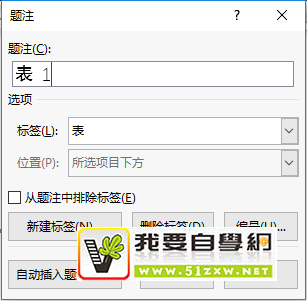 题注
? ×
题注(C):
表 1
选项
标签(L): 表
位置(P): 所选项目下方
从题注中排除标签(E)
新建标签(N)... 删除标签(D) 编号(U)...
我要自學網
自动插入题
www.51zxw.net